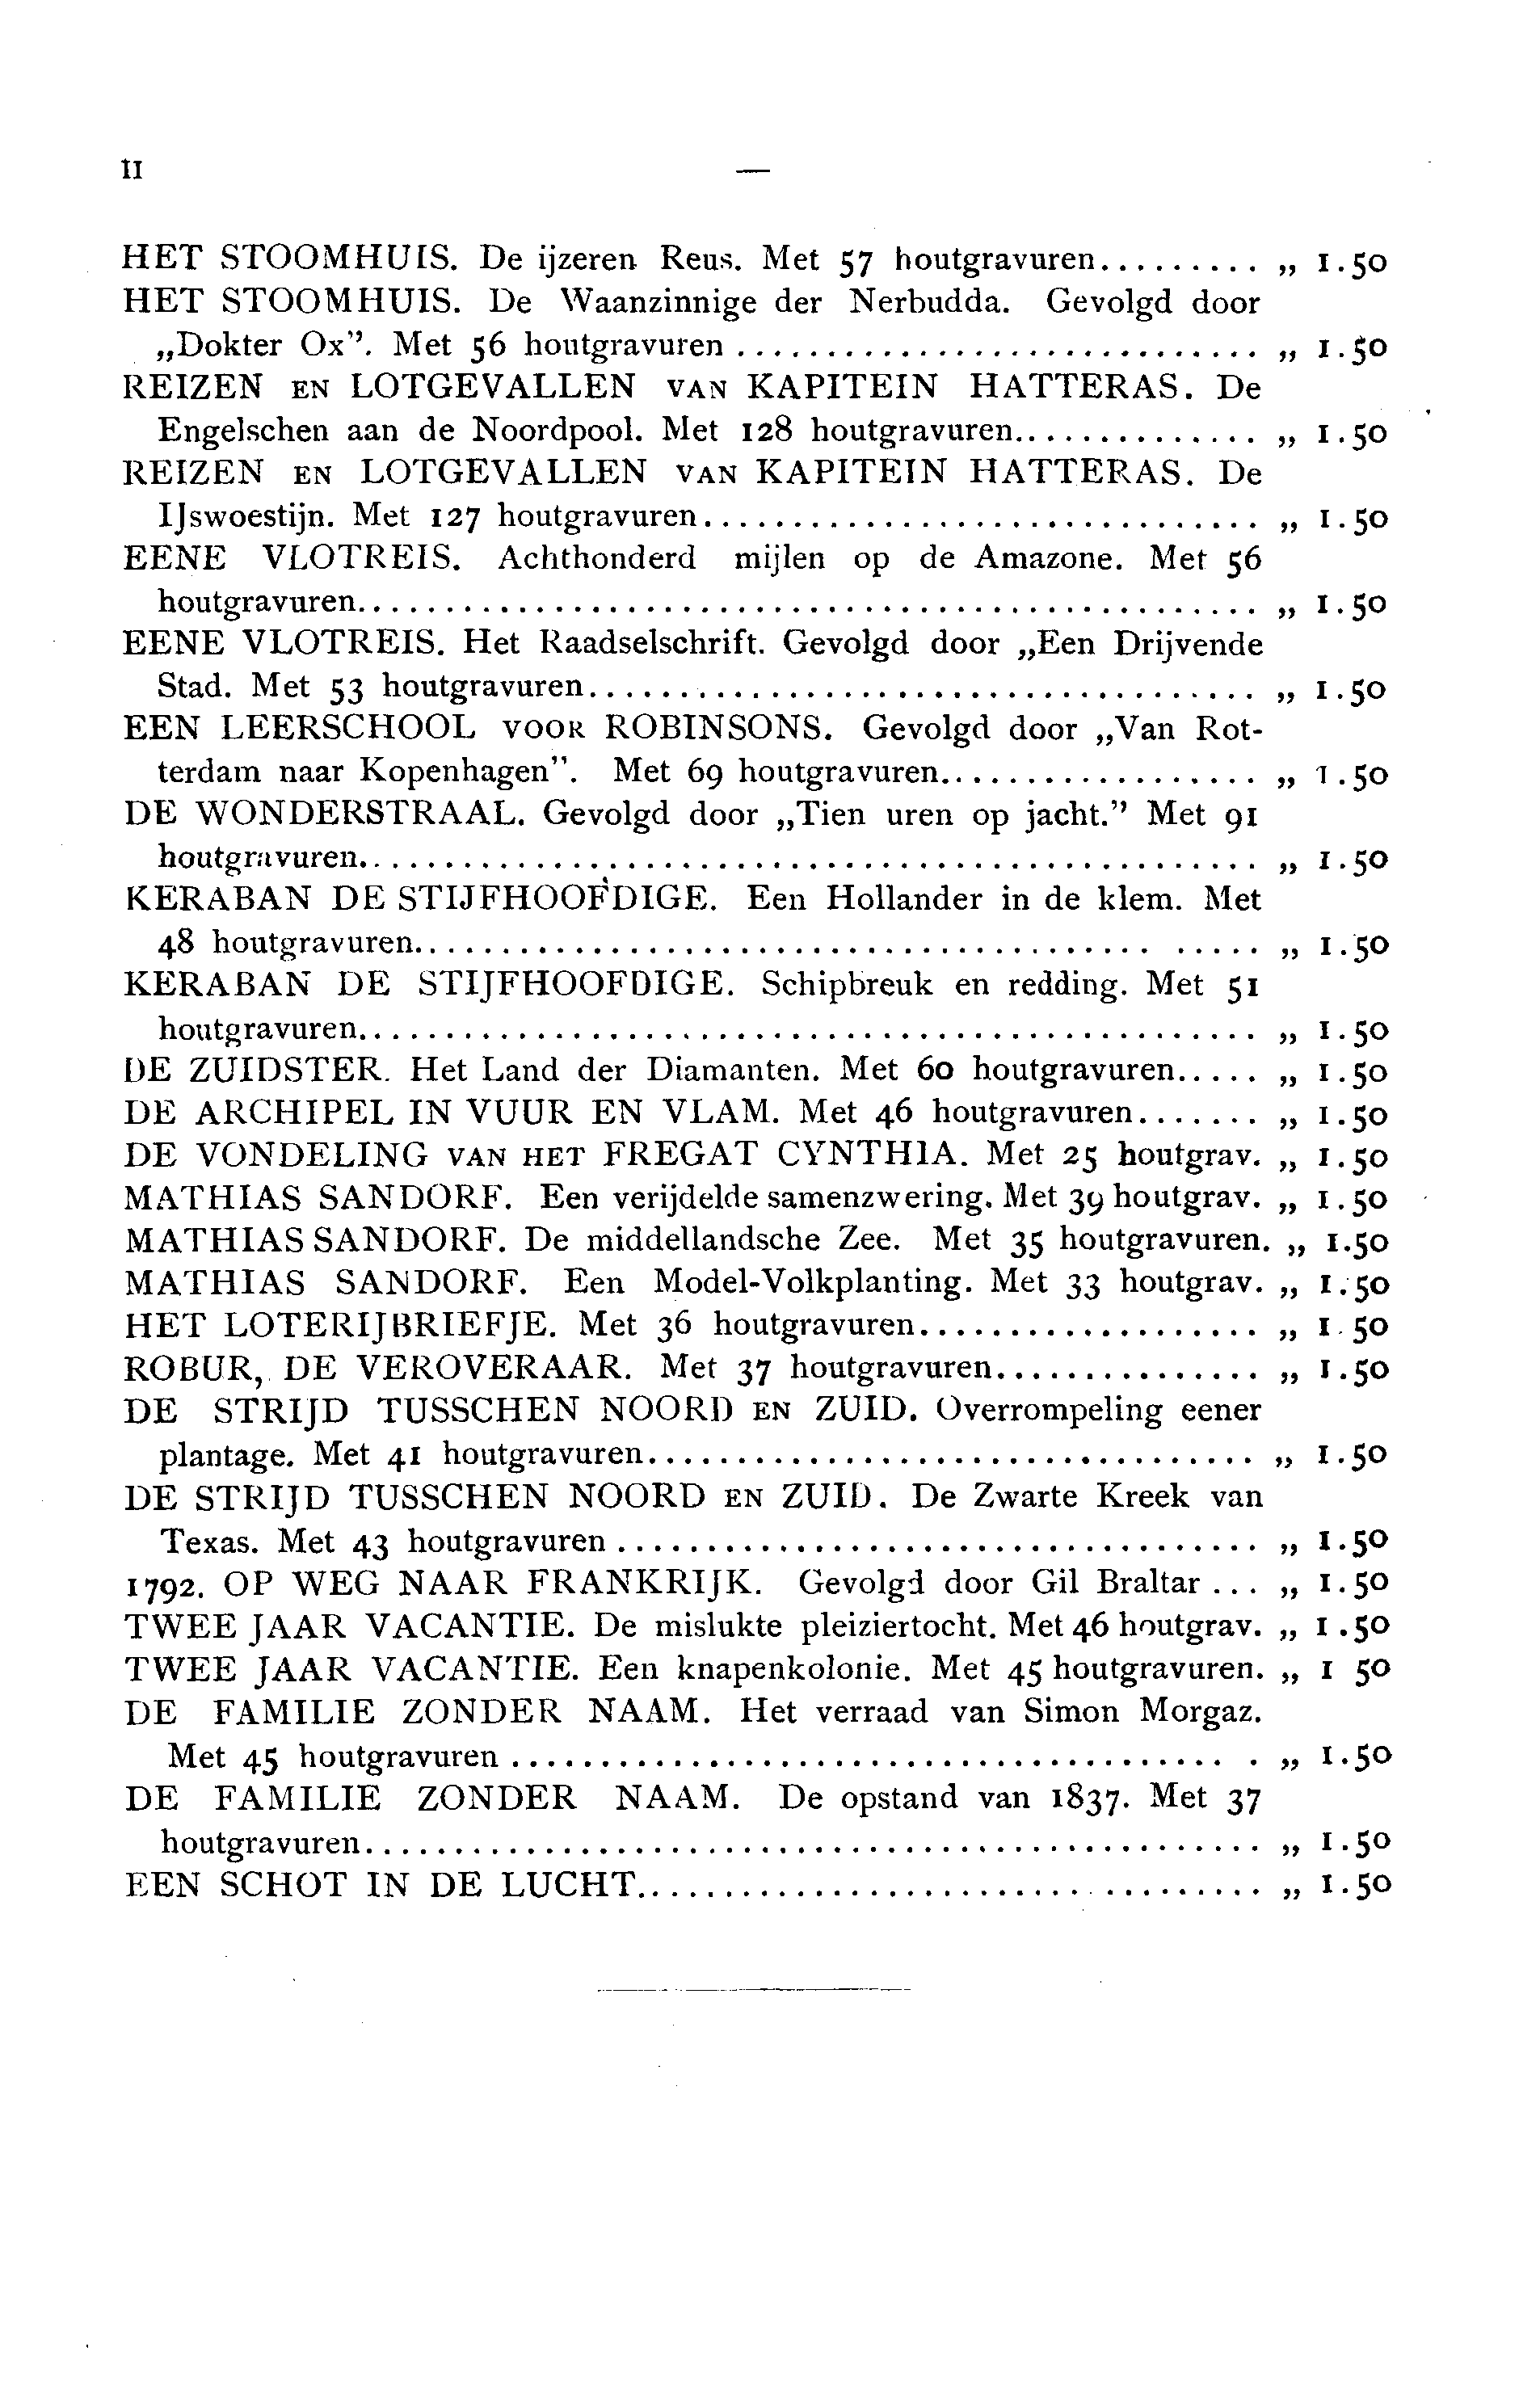 II —
HET STOOMHUIS. De ijzeren Reus. Met 57 houtgravuren.......... „ 1.50
HET STOOMHUIS. De Waanzinnige der Nerbudda. Gevolgd door
„Dokter Ox”. Met 56 houtgravuren .............................. „ 1.50
REIZEN EN LOTGEVALLEN VAN KAPITEIN HATTERAS. De
Engelschen aan de Noordpool. Met 128 houtgravuren.............. „ 1.50
REIZEN EN LOTGEVALLEN VAN KAPITEIN HATTERAS. De
IJswoestijn. Met 127 houtgravuren................................ „ 1.50
EENE VLOTREIS. Achthonderd mijlen op de Amazone. Met 56
houtgravuren.................................................... „ 1.50
EENE VLOTREIS. Het Raadselschrift. Gevolgd door „Een Drijvende
Stad. Met 53 houtgravuren....................................... „ 1.50
EEN LEERSCHOOL VOOR ROBINSONS. Gevolgd door „Van Rot-
terdam naar Kopenhagen”. Met 69 houtgravuren.................. „ 1.50
DE WONDERSTRAAL. Gevolgd door „Tien uren op jacht.” Met 91
houtgravuren.................................................... „ 1.50
KERABAN DE STIJFHOOFDIGE. Een Hollander in de klem. Met
48 houtgravuren................................................. „ 1.50
KERABAN DE STIJFHOOFDIGE. Schipbreuk en redding. Met 51
houtgravuren.................................................... „ 1.50
DE ZUIDSTER. Het Land der Diamanten. Met 60 houtgravuren..... „ 1.50
DE ARCHIPEL IN VUUR EN VLAM. Met 46 houtgravuren....... „ 1.50
DE VONDELING VAN HET FREGAT CYNTHIA. Met 25 houtgrav. „ 1.50
MATHIAS SANDORF. Een verijdelde samenzwering. Met 39 houtgrav. „ 1.50
MATHIAS SANDORF. De middellandsche Zee. Met 35 houtgravuren. „ 1.50
MATHIAS SANDORF. Een Model-Volkplanting. Met 33 houtgrav. „ 1.50
HET LOTERIJBRIEFJE. Met 36 houtgravuren.................... „ 1.50
ROBUR, DE VEROVERAAR. Met 37 houtgravuren............... „ 1.50
DE STRIJD TUSSCHEN NOORD EN ZUID. Overrompeling eener
plantage. Met 41 houtgravuren................................... „ 1.50
DE STRIJD TUSSCHEN NOORD EN ZUID. De Zwarte Kreek van
Texas. Met 43 houtgravuren ..................................... „ 1.50
1792. OP WEG NAAR FRANKRIJK. Gevolgd door Gil Braltar ... „ 1.50
TWEE JAAR VACANTIE. De mislukte pleiziertocht. Met 46 houtgrav. „ 1.50
TWEE JAAR VACANTIE. Een knapenkolonie. Met 45 houtgravuren. „ 1 50
DE FAMILIE ZONDER NAAM. Het verraad van Simon Morgaz.
Met 45 houtgravuren .......................................... „ 1.50
DE FAMILIE ZONDER NAAM. De opstand van 1837. Met 37
houtgravuren.................................................... „ 1.50
EEN SCHOT IN DE LUCHT.................................... „ 1.50